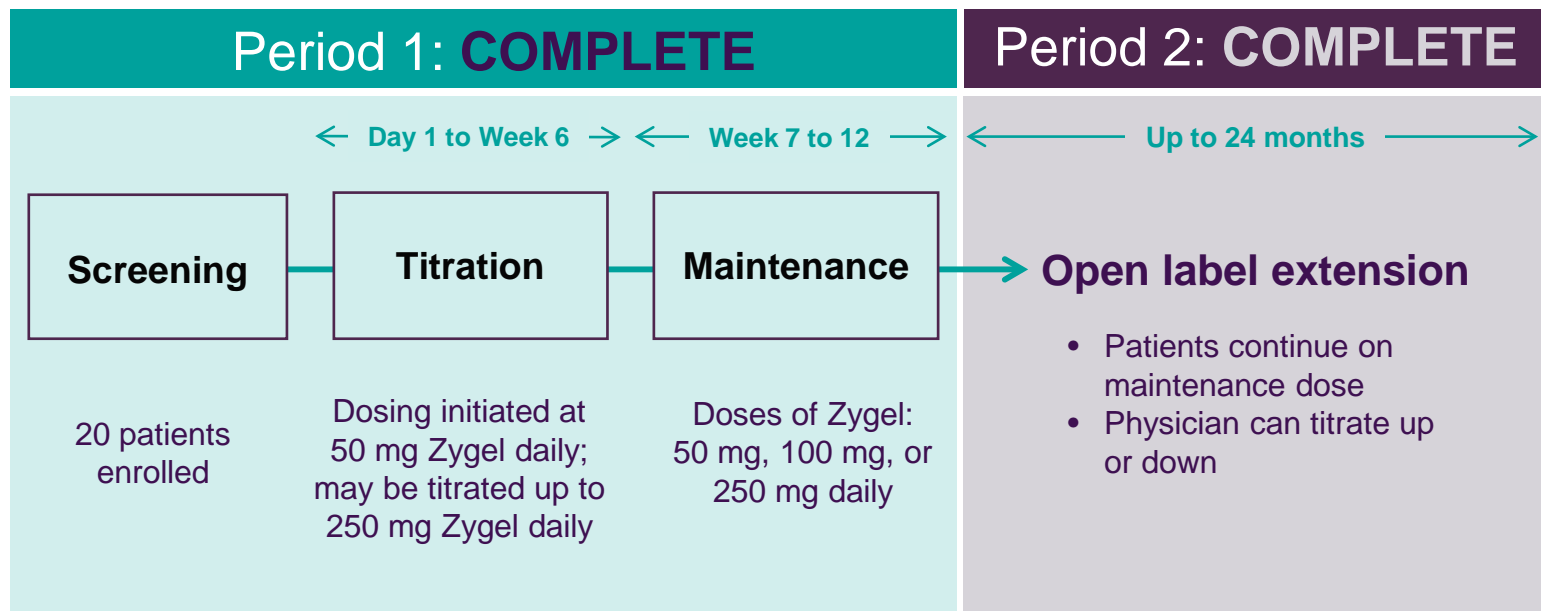 Period 1: COMPLETE
Period 2: COMPLETE
Day 1 to Week 6
Week 7 to 12
Up to 24 months
Screening
Titration
Maintenance
Open label extension
20 patients
enrolled
Dosing initiated at
50 mg Zygel daily;
may be titrated up to
250 mg Zygel daily
Doses of Zygel:
50 mg, 100 mg, or
250 mg daily
• Patients continue on
maintenance dose
• Physician can titrate up
or down